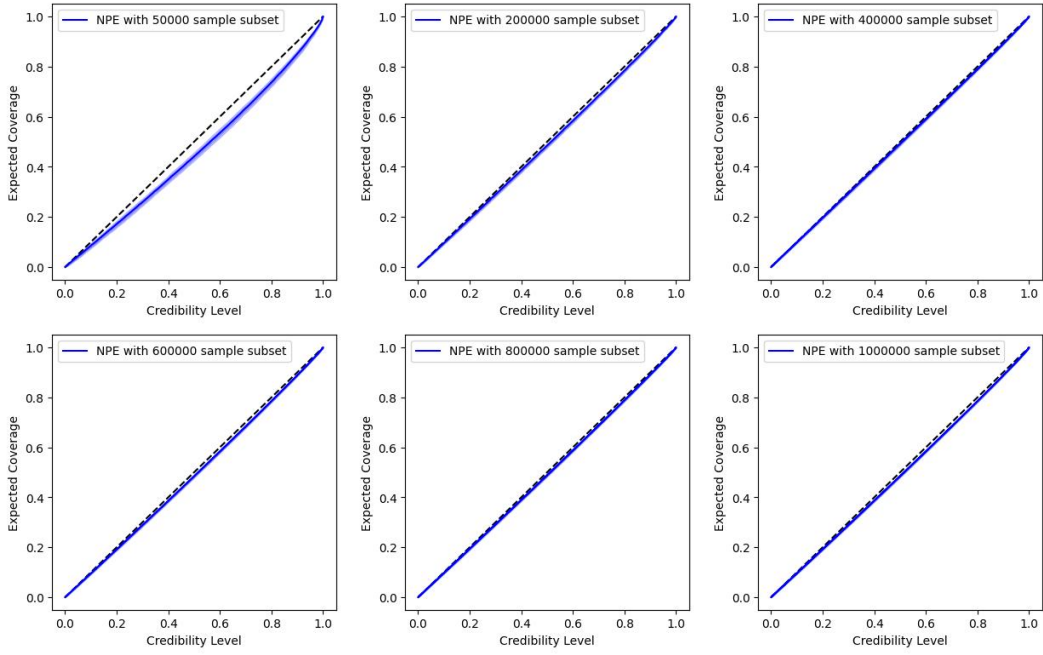 NPE with 50000 sample subset
1.0
0.8
0.6
0.4
0.2
0.0
Expected Coverage
0.0 0.2 0.4 0.6 0.8 1.0
Credibility Level
NPE with 200000 sample subset
1.0
0.8
0.6
0.4
0.2
0.0
Expected Coverage
0.0 0.2 0.4 0.6 0.8 1.0
Credibility Level
NPE with 400000 sample subset
1.0
0.8
0.6
0.4
0.2
0.0
Expected Coverage
0.0 0.2 0.4 0.6 0.8 1.0
Credibility Level
NPE with 600000 sample subset
1.0
0.8
0.6
0.4
0.2
0.0
Expected Coverage
0.0 0.2 0.4 0.6 0.8 1.0
Credibility Level
NPE with 800000 sample subset
1.0
0.8
0.6
0.4
0.2
0.0
Expected Coverage
0.0 0.2 0.4 0.6 0.8 1.0
Credibility Level
NPE with 1000000 sample subset
1.0
0.8
0.6
0.4
0.2
0.0
Expected Coverage
0.0 0.2 0.4 0.6 0.8 1.0
Credibility Level